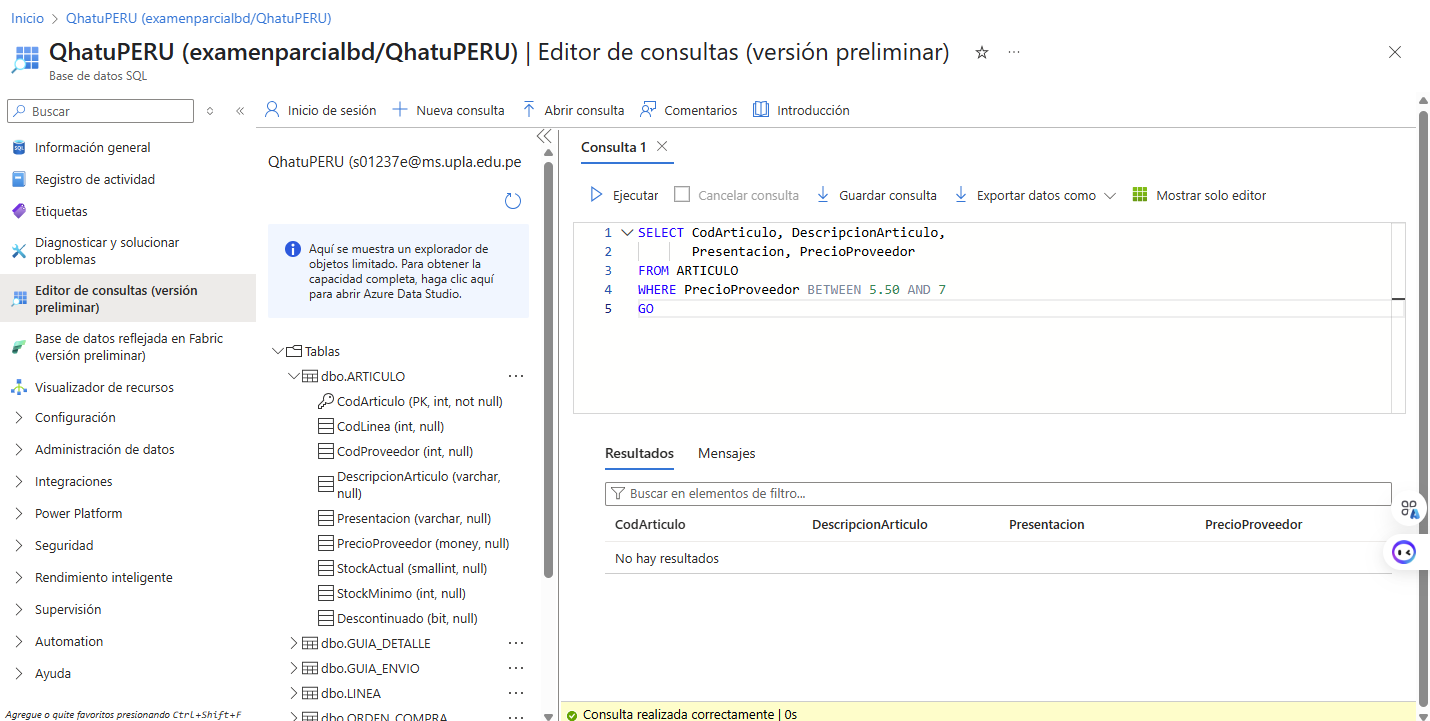 Inicio > QhatuPERU (examenparcialbd/QhatuPERU)
QhatuPERU (examenparcialbd/QhatuPERU) | Editor de consultas (versión preliminar)
Base de datos SQL
Buscar
Información general
Registro de actividad
Etiquetas
Diagnosticar y solucionar
problemas
Editor de consultas (versión
preliminar)
Base de datos reflejada en Fabric
(versión preliminar)
Visualizador de recursos
Configuración
Administración de datos
Integraciones
Power Platform
Seguridad
Rendimiento inteligente
Supervisión
Automation
Ayuda
Agregue o quite favoritos presionando Ctrl+Shift+F
Inicio de sesión
Nueva consulta
Abrir consulta
Comentarios
Introducción
QhatuPERU (s01237e@ms.upla.edu.pe
Aquí se muestra un explorador de
objetos limitado. Para obtener la
capacidad completa, haga clic aquí
para abrir Azure Data Studio.
Tablas
dbo.ARTICULO
CodArticulo (PK, int, not null)
CodLinea (int, null)
CodProveedor (int, null)
DescripcionArticulo (varchar,
null)
Presentacion (varchar, null)
PrecioProveedor (money, null)
StockActual (smallint, null)
StockMinimo (int, null)
Descontinuado (bit, null)
dbo.GUIA_DETALLE
dbo.GUIA_ENVIO
dbo.LINEA
dbo.ORDEN_COMPRA
Consulta 1
Ejecutar
Cancelar consulta
Guardar consulta
Exportar datos como
Mostrar solo editor
1 SELECT CodArticulo, DescripcionArticulo,
2 Presentacion, PrecioProveedor
3 FROM ARTICULO
4 WHERE PrecioProveedor BETWEEN 5.50 AND 7
5 GO
Resultados
Mensajes
Buscar en elementos de filtro...
CodArticulo DescripcionArticulo Presentacion PrecioProveedor
No hay resultados
Consulta realizada correctamente | 0s